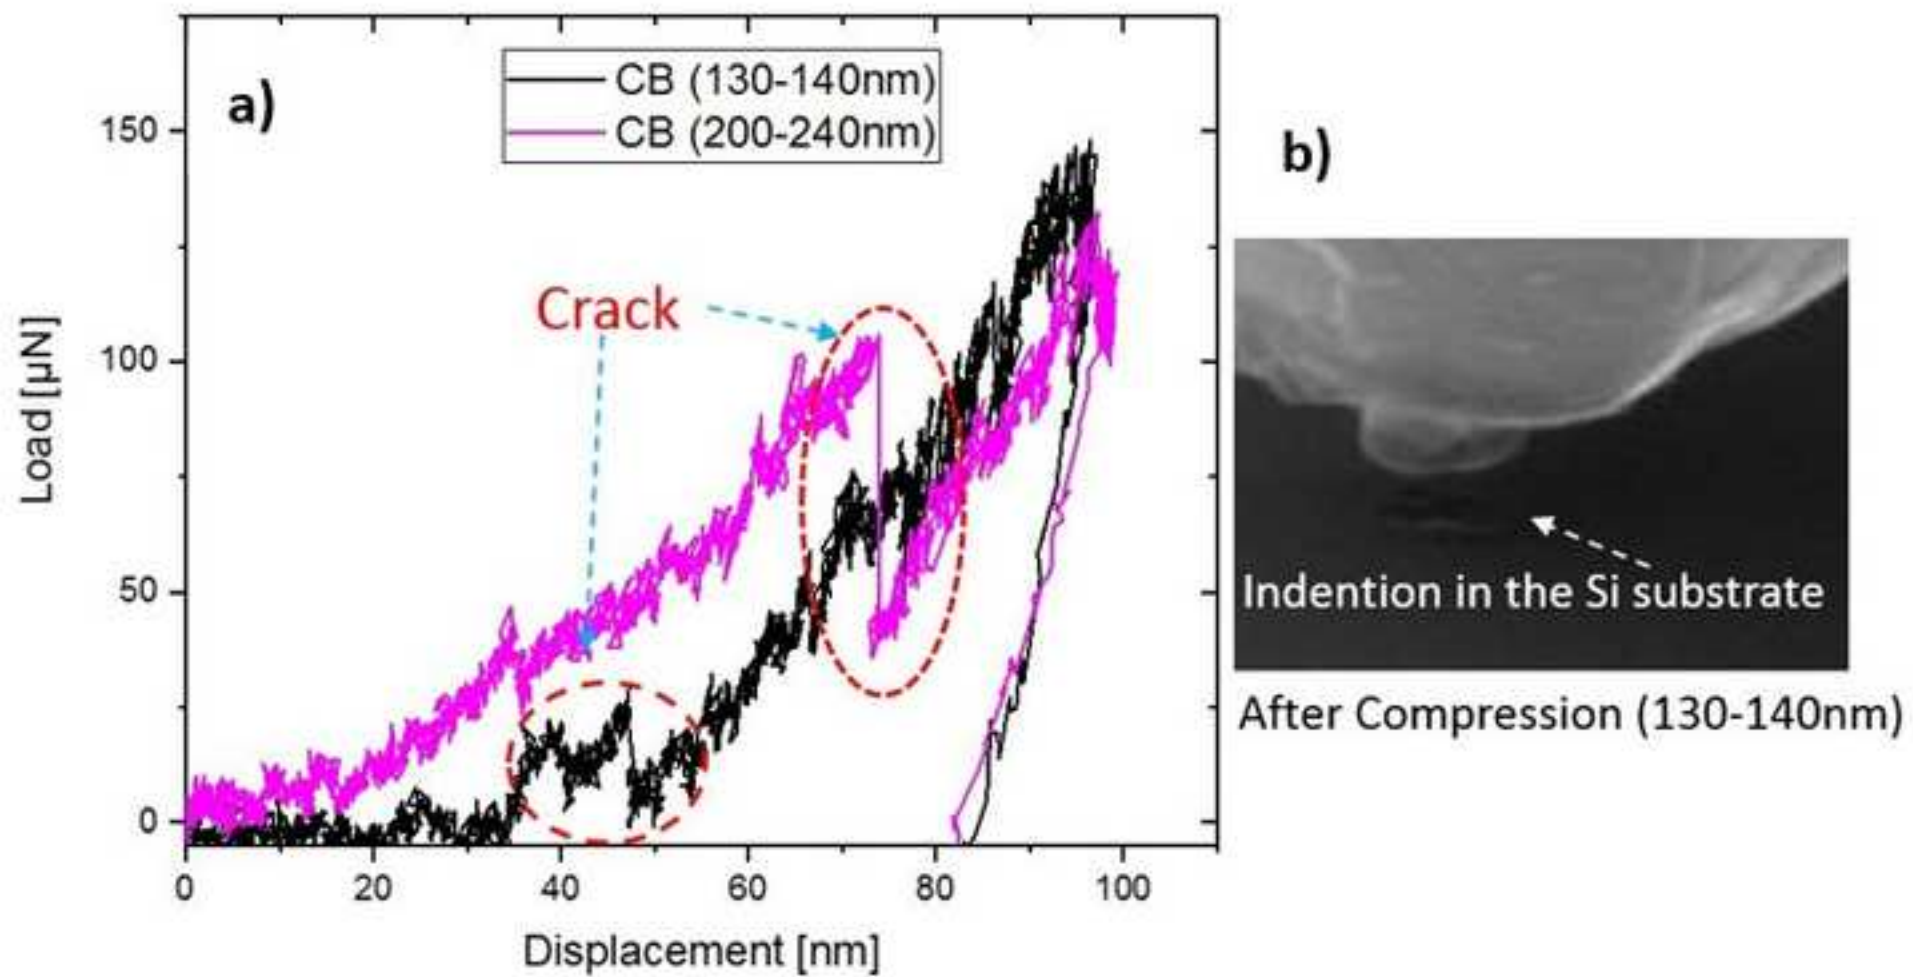 a)
CB (130-140nm)
CB (200-240nm)
150
100
50
0
Load [µN]
Crack
0 20 40 60 80 100
Displacement [nm]
b)
Indention in the Si substrate
After Compression (130-140nm)